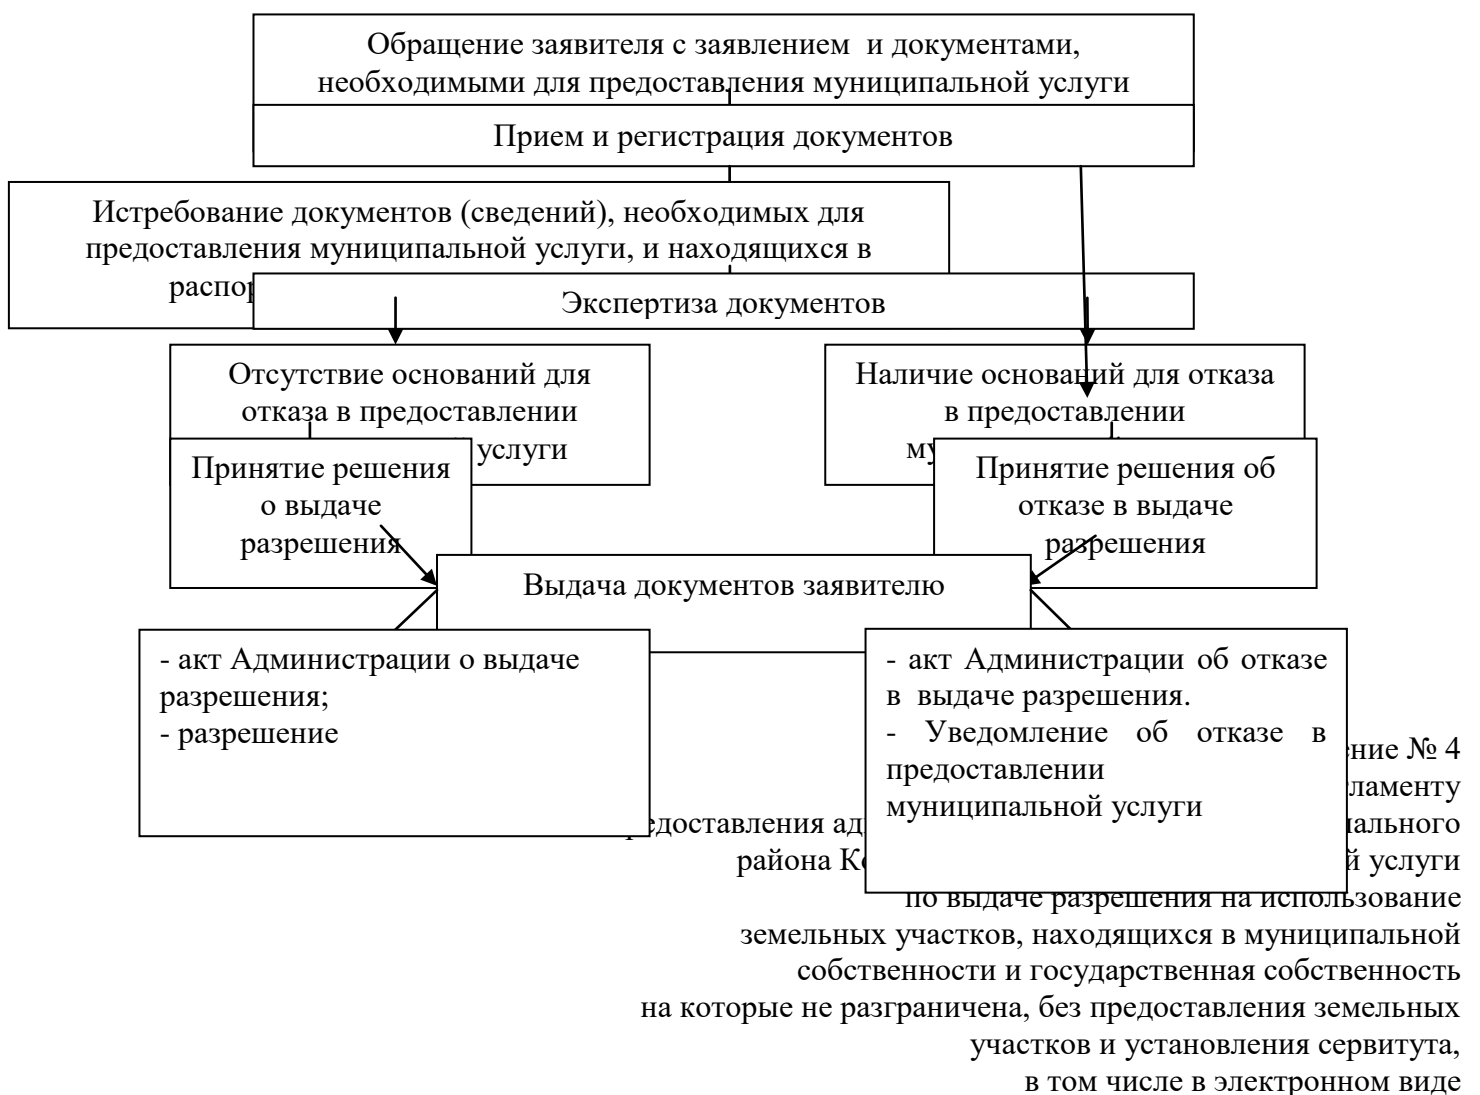 Обращение заявителя с заявлением и документами,
необходимыми для предоставления муниципальной услуги
Прием и регистрация документов
Истребование документов (сведений), необходимых для
предоставления муниципальной услуги, и находящихся в
Экспертиза документов
Отсутствие оснований для
отказа в предоставлении
услуги
Наличие оснований для отказа
в предоставлении
Принятие решения
о выдаче
разрешения
Принятие решения об
отказе в выдаче
разрешения
Выдача документов заявителю
- акт Администрации о выдаче
разрешения;
- разрешение
- акт Администрации об отказе
в выдаче разрешения.
- Уведомление об отказе в
предоставлении
муниципальной услуги
№ 4
района
услуги
по выдаче разрешения на использование
земельных участков, находящихся в муниципальной
собственности и государственная собственность
на которые не разграничена, без предоставления земельных
участков и установления сервитута,
в том числе в электронном виде